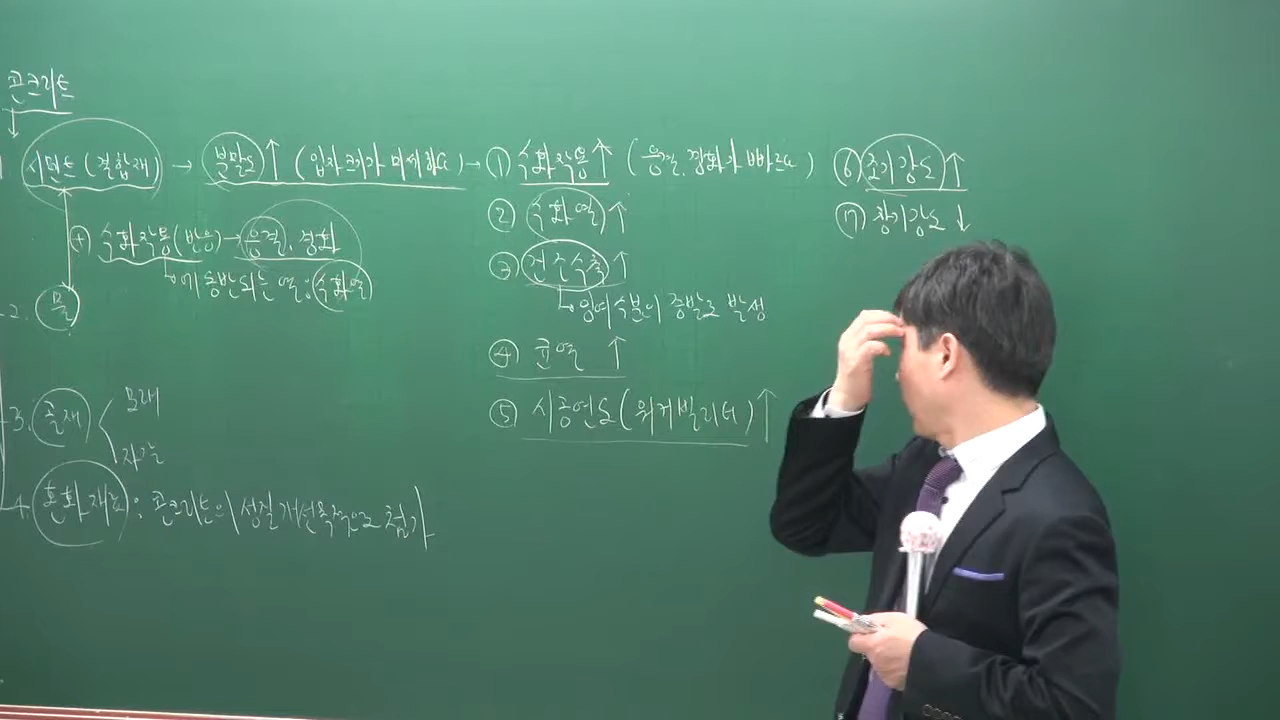 콘크리트
시멘트(결합재) → 분말도↑ (입자크기가 미세하다) → ① 수화작용↑ (응결, 경화가 빠르다)
+ 수화작용(반응) → 응결, 경화
↳ 에 동반되는 열: 수화열
2. 물
3. 골재
모래
자갈
4. 혼화재료 : 콘크리트의 성질개선목적으로 첨가
② 수화열↑
③ 건조수축↑
↳ 잉여수분이 증발로 발생
④ 균열 ↑
⑤ 시공연도(워커빌리티)↑
⑥ 조기강도↑
⑦ 장기강도↓